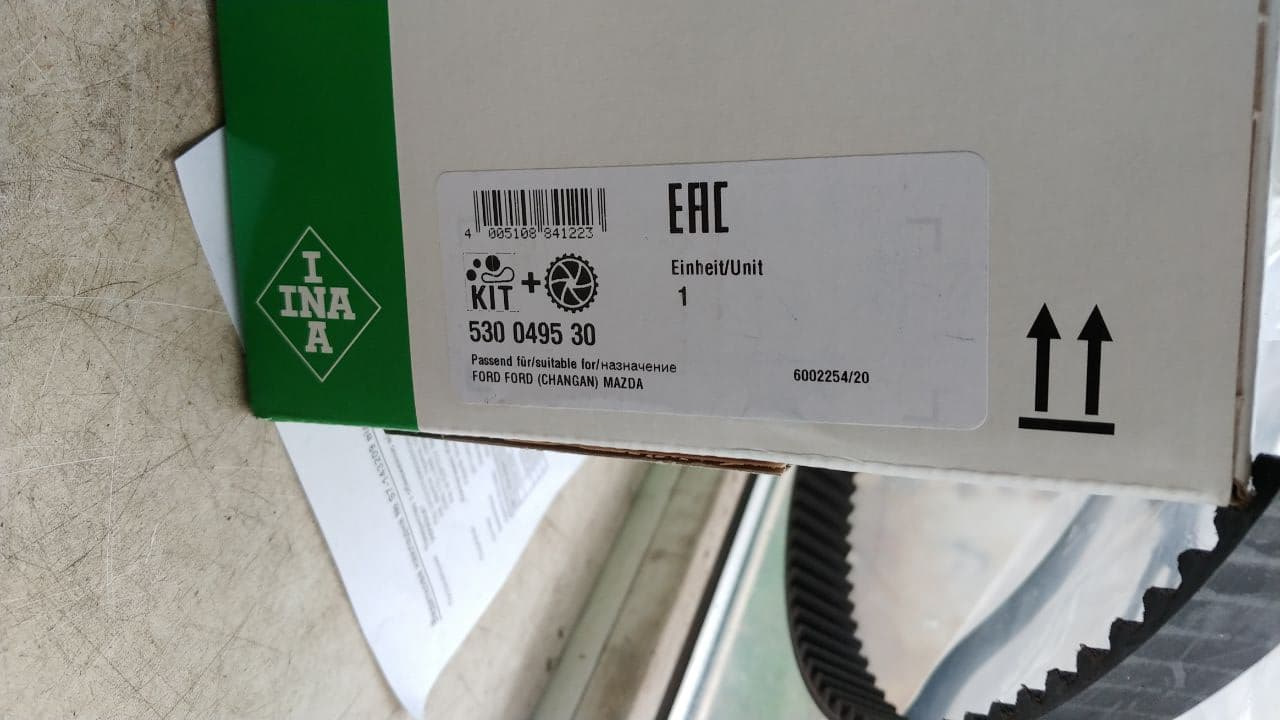 INA
INA
4 005108 841223
EAC
KIT +
Einheit/Unit
1
530 0495 30
Passend für/suitable for/назначение
FORD FORD (CHANGAN) MAZDA
6002254/20